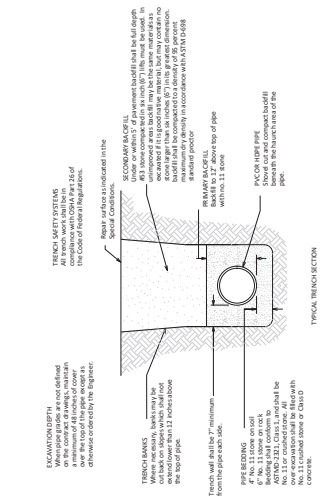 EXCAVATION DEPTH
When pipe grades are not defined
on the contract drawings, maintain
a minimum of 48 inches of cover
over the top of the pipe except as
otherwise ordered by the Engineer.
TRENCH BANKS
Where necessary, banks may be
cut back on slopes which shall not
extend lower than 12 inches above
the top of pipe.
Trench wall shall be 7" minimum
from the pipe each side.
PIPE BEDDING
4" No. 11 stone on soil
6" No. 11 stone on rock
Bedding shall conform to
ASTM D-2321, Class 1, and shall be
No. 11 or crushed stone. All
over-excavation shall be filled with
No. 11 crushed stone or Class D
concrete.
TRENCH SAFETY SYSTEMS
All trench work shall be in
compliance with OSHA Part 1926 of
the Code of Federal Regulations.
Repair surface as indicated in the
Special Conditions.
SECONDARY BACKFILL
Under or within 5' of pavement backfill shall be full depth
#53 stone compacted in six inch (6") lifts must be used. In
unimproved areas backfill may be the same materials as
excavated if it is good native material, but may contain no
stone larger than six inches (6") in its greatest dimension.
backfill shall be compacted to a density of 95 percent
maximum dry density in accordance with ASTM D-698
standard proctor
PRIMARY BACKFILL
Backfill to 12" above top of pipe
with no. 11 stone
PVC OR HDPE PIPE
Shovel cut and compact backfill
beneath the haunch area of the
pipe.
TYPICAL TRENCH SECTION